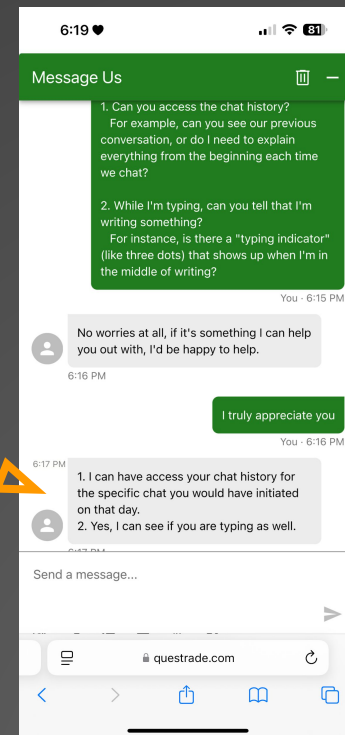 6:19
81
Message Us
1. Can you access the chat history?
For example, can you see our previous
conversation, or do I need to explain
everything from the beginning each time
we chat?
2. While I'm typing, can you tell that I'm
writing something?
For instance, is there a "typing indicator"
(like three dots) that shows up when I'm in
the middle of writing?
You · 6:15 PM
No worries at all, if it's something I can help
you out with, I'd be happy to help.
6:16 PM
I truly appreciate you
You · 6:16 PM
6:17 PM
1. I can have access your chat history for
the specific chat you would have initiated
on that day.
2. Yes, I can see if you are typing as well.
6:17 PM
Send a message...
questrade.com